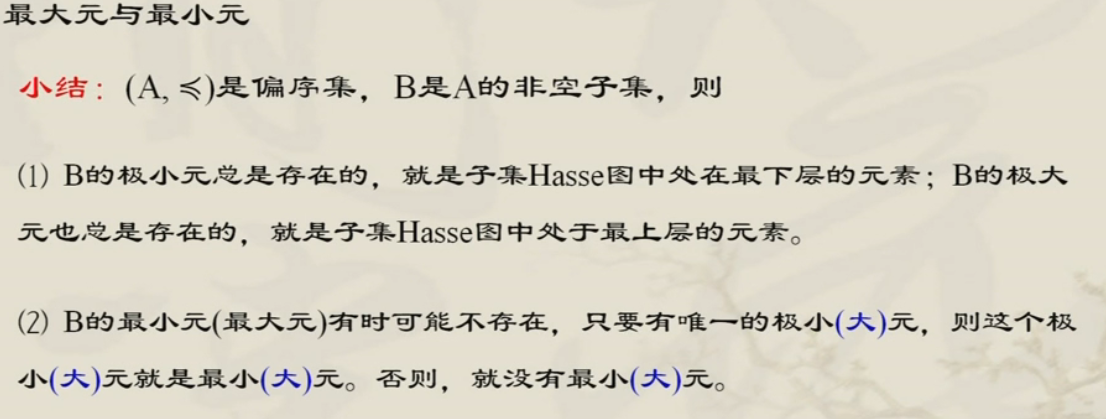 最大元与最小元
小结：(A, ≼)是偏序集，B是A的非空子集，则
⑴ B的极小元总是存在的，就是子集Hasse图中处在最下层的元素；B的极大
元也总是存在的，就是子集Hasse图中处于最上层的元素。
⑵ B的最小元(最大元)有时可能不存在，只要有唯一的极小(大)元，则这个极
小(大)元就是最小(大)元。否则，就没有最小(大)元。